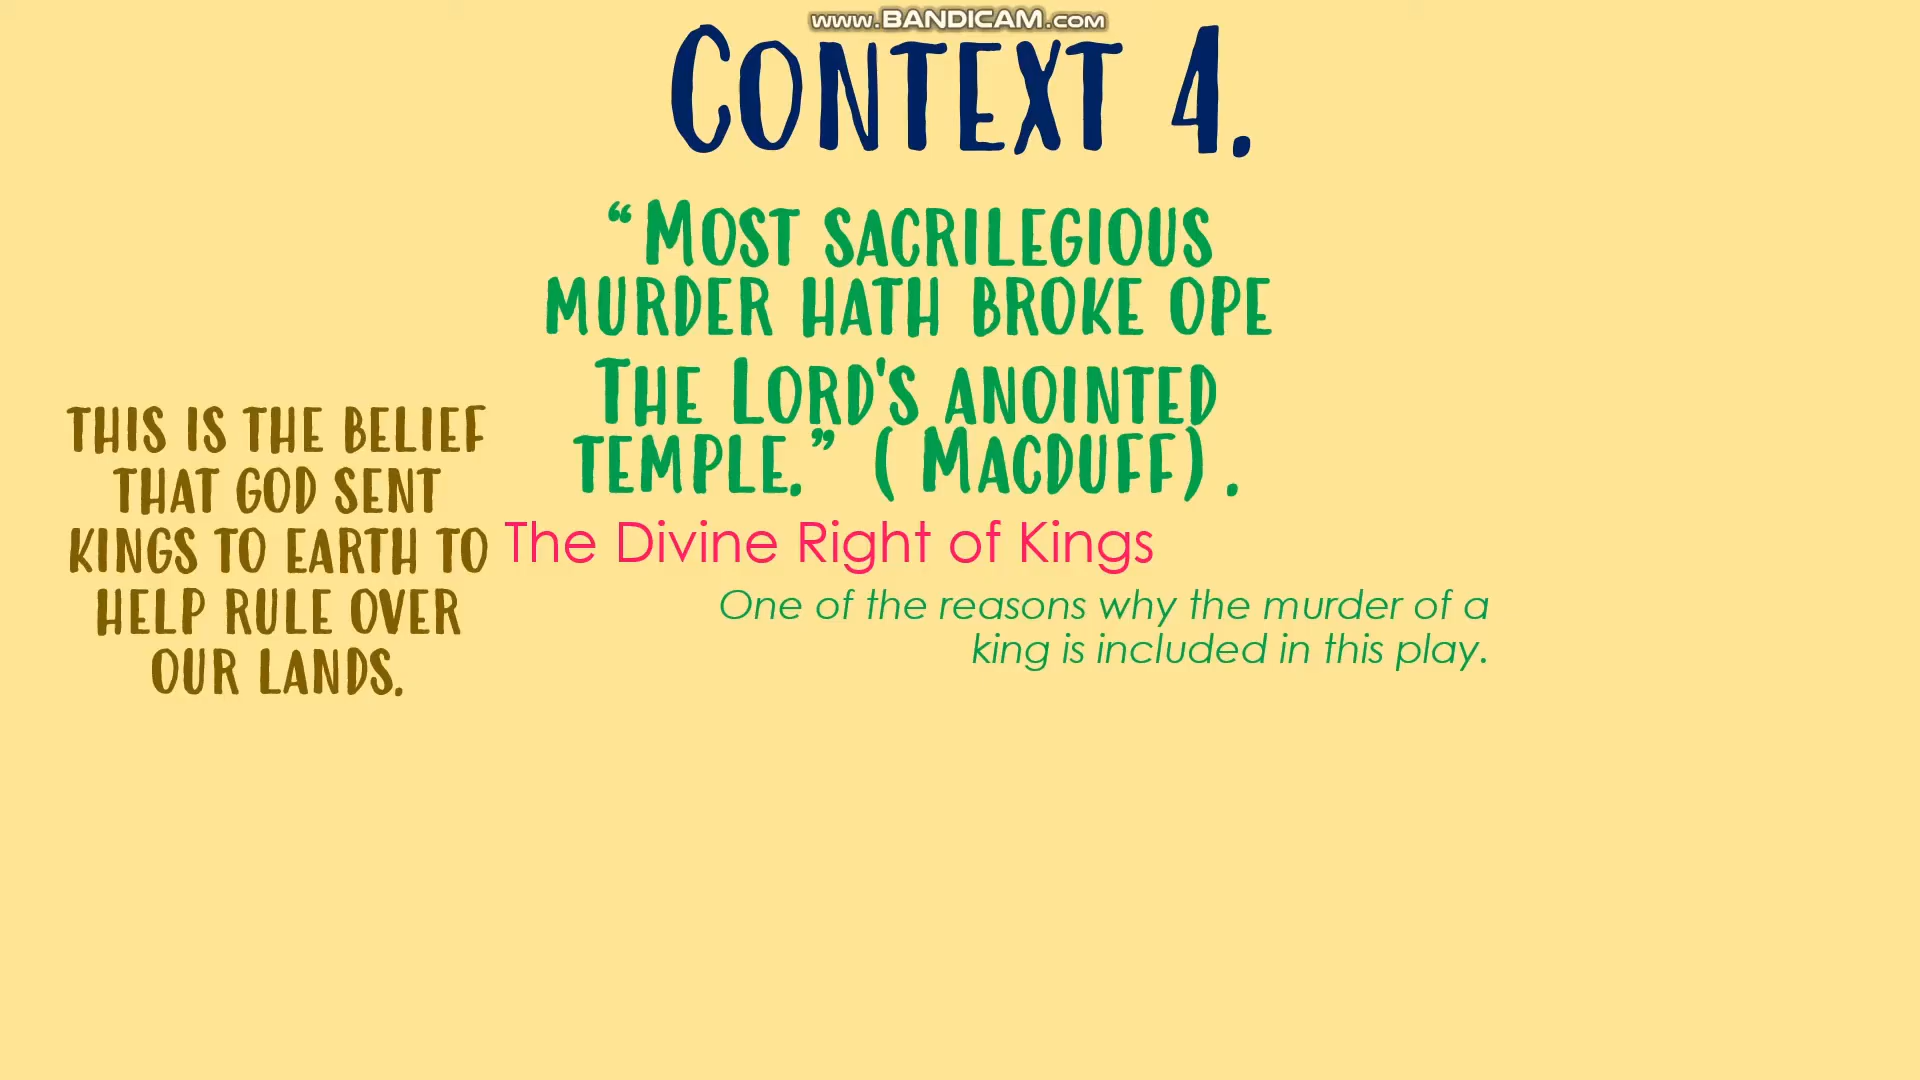 www.BANDICAM.com
Context 4.
“Most sacrilegious
murder hath broke ope
The Lord's anointed
temple.” ( Macduff) .
This is the belief
that God sent
kings to earth to
help rule over
our lands.
The Divine Right of Kings
One of the reasons why the murder of a
king is included in this play.